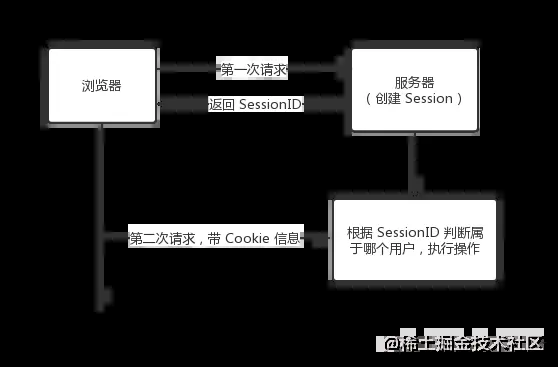 浏览器
第一次请求
返回 SessionID
服务器
（创建 Session）
第二次请求，带 Cookie 信息
根据 SessionID 判断属
于哪个用户，执行操作
@稀土掘金技术社区